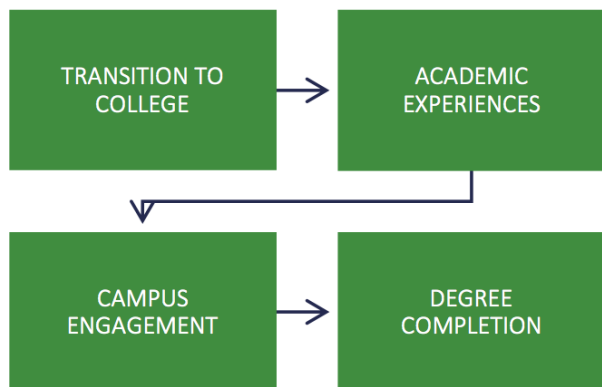 TRANSITION TO
COLLEGE
ACADEMIC
EXPERIENCES
CAMPUS
ENGAGEMENT
DEGREE
COMPLETION